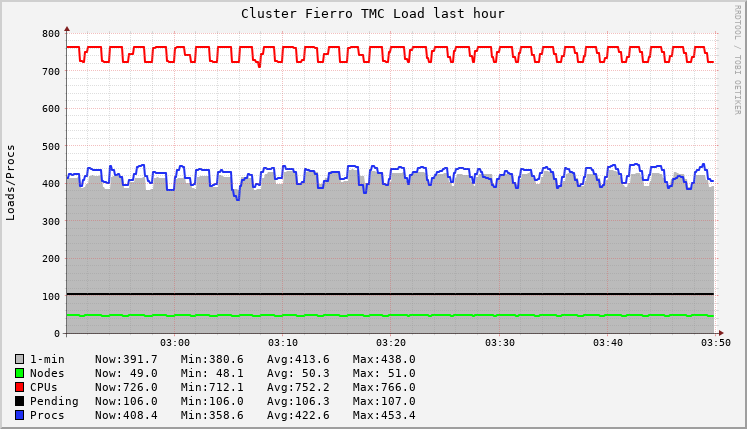 Cluster Fierro TMC Load last hour
RRDTOOL / TOBI OETIKER
Loads/Procs
800
700
600
500
400
300
200
100
0
03:00 03:10 03:20 03:30 03:40 03:50
1-min Now:391.7 Min:380.6 Avg:413.6 Max:438.0
Nodes Now: 49.0 Min: 48.1 Avg: 50.3 Max: 51.0
CPUs Now:726.0 Min:712.1 Avg:752.2 Max:766.0
Pending Now:106.0 Min:106.0 Avg:106.3 Max:107.0
Procs Now:408.4 Min:358.6 Avg:422.6 Max:453.4